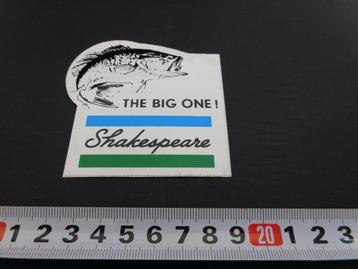 THE BIG ONE!
Shakespeare
1 2 3 4 5 6 7 8 9 20 1 2 3